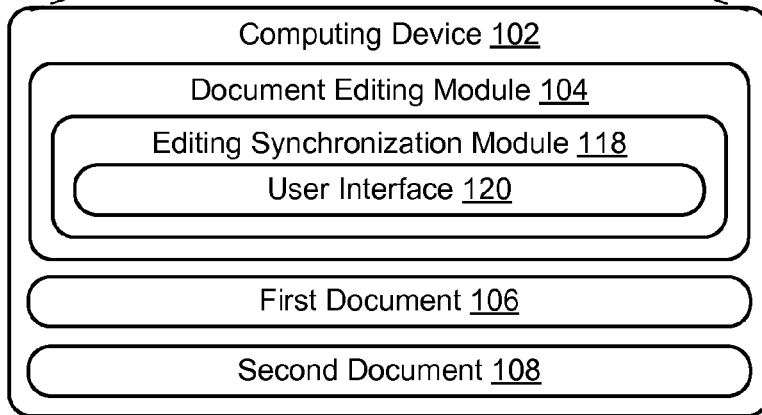 Computing Device 102
Document Editing Module 104
Editing Synchronization Module 118
User Interface 120
First Document 106
Second Document 108